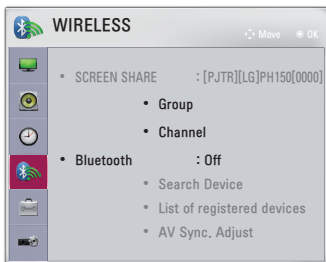 WIRELESS
Move OK
• SCREEN SHARE : [PJTR][LG]PH150[0000]
• Group
• Channel
• Bluetooth : Off
• Search Device
• List of registered devices
• AV Sync. Adjust